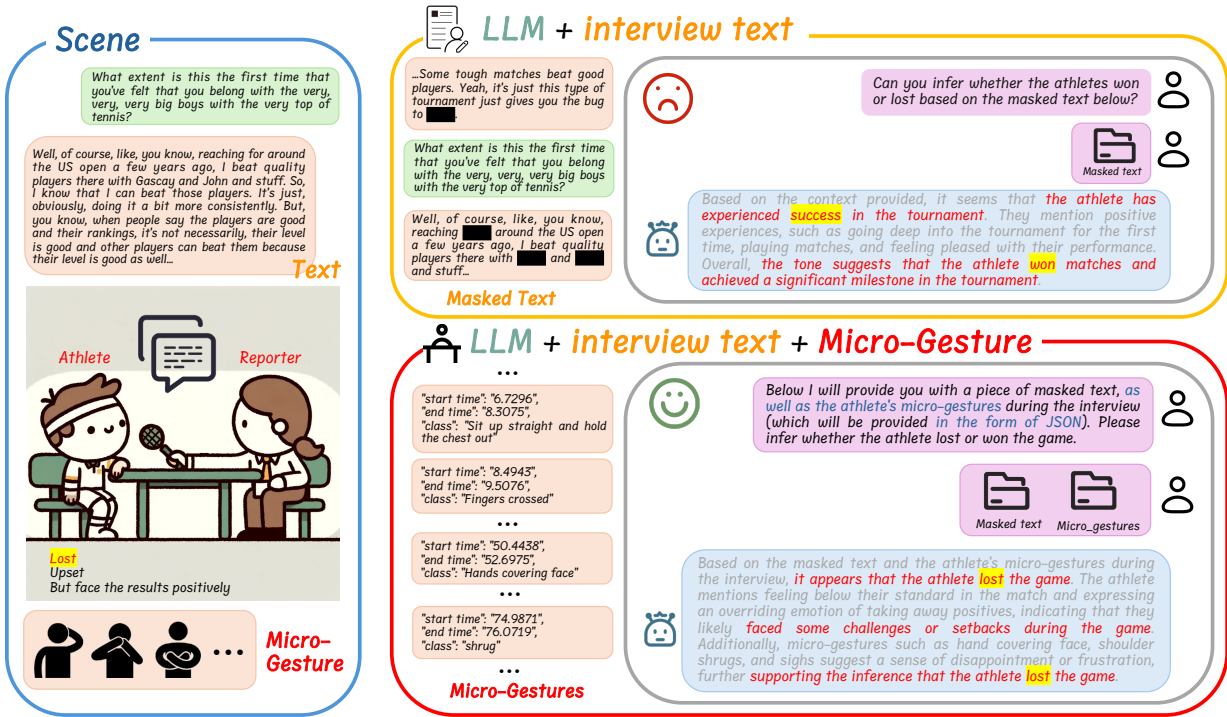 Scene
What extent is this the first time that
you've felt that you belong with the very,
very, very big boys with the very top of
tennis?
Well, of course, like, you know, reaching for around
the US open a few years ago, I beat quality
players there with Gascay and John and stuff. So,
I know that I can beat those players. It's just,
obviously, doing it a bit more consistently. But,
you know, when people say the players are good
and their rankings, it's not necessarily, their level
is good and other players can beat them because
their level is good as well...
Text
Athlete
Reporter
Lost
Upset
But face the results positively
...
Micro-
Gesture
LLM + interview text
...Some tough matches beat good
players. Yeah, it's just this type of
tournament just gives you the bug
to .
What extent is this the first time
that you've felt that you belong
with the very, very, very big boys
with the very top of tennis?
Well, of course, like, you know,
reaching around the US open
a few years ago, I beat quality
players there with and
and stuff...
Masked Text
Can you infer whether the athletes won
or lost based on the masked text below?
Masked text
Based on the context provided, it seems that the athlete has
experienced success in the tournament. They mention positive
experiences, such as going deep into the tournament for the first
time, playing matches, and feeling pleased with their performance.
Overall, the tone suggests that the athlete won matches and
achieved a significant milestone in the tournament.
LLM + interview text + Micro-Gesture
...
"start time": "6.7296",
"end time": "8.3075",
"class": "Sit up straight and hold
the chest out"
"start time": "8.4943",
"end time": "9.5076",
"class": "Fingers crossed"
...
"start time": "50.4438",
"end time": "52.6975",
"class": "Hands covering face"
...
"start time": "74.9871",
"end time": "76.0719",
"class": "shrug"
...
Micro-Gestures
Below I will provide you with a piece of masked text, as
well as the athlete's micro-gestures during the interview
(which will be provided in the form of JSON). Please
infer whether the athlete lost or won the game.
Masked text
Micro_gestures
Based on the masked text and the athlete's micro-gestures during
the interview, it appears that the athlete lost the game. The athlete
mentions feeling below their standard in the match and expressing
an overriding emotion of taking away positives, indicating that they
likely faced some challenges or setbacks during the game.
Additionally, micro-gestures such as hand covering face, shoulder
shrugs, and sighs suggest a sense of disappointment or frustration,
further supporting the inference that the athlete lost the game.